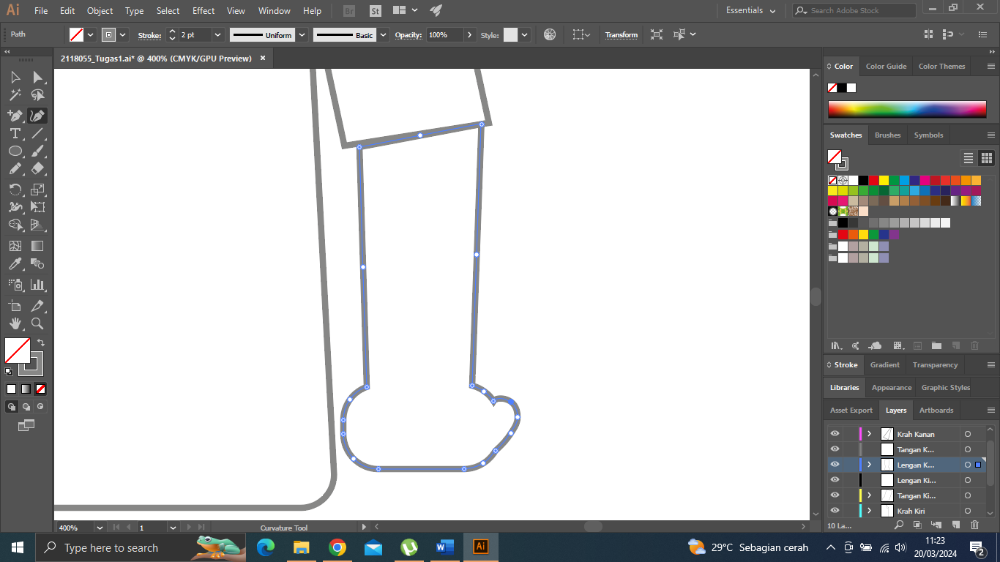 Ai File Edit Object Type Select Effect View Window Help Br St Essentials Search Adobe Stock
Path Stroke: 2 pt Uniform Basic Opacity: 100% Style: Transform
2118055_Tugas1.ai* @ 400% (CMYK/GPU Preview)
Color Color Guide Color Themes
Swatches Brushes Symbols
Stroke Gradient Transparency
Libraries Appearance Graphic Styles
Asset Export Layers Artboards
Krah Kanan
Tangan K...
Lengan K...
Lengan Ki...
Tangan Ki...
Krah Kiri
10 La...
400% 1 Curvature Tool
Type here to search
W
Ai
29°C Sebagian cerah
11:23
20/03/2024
2